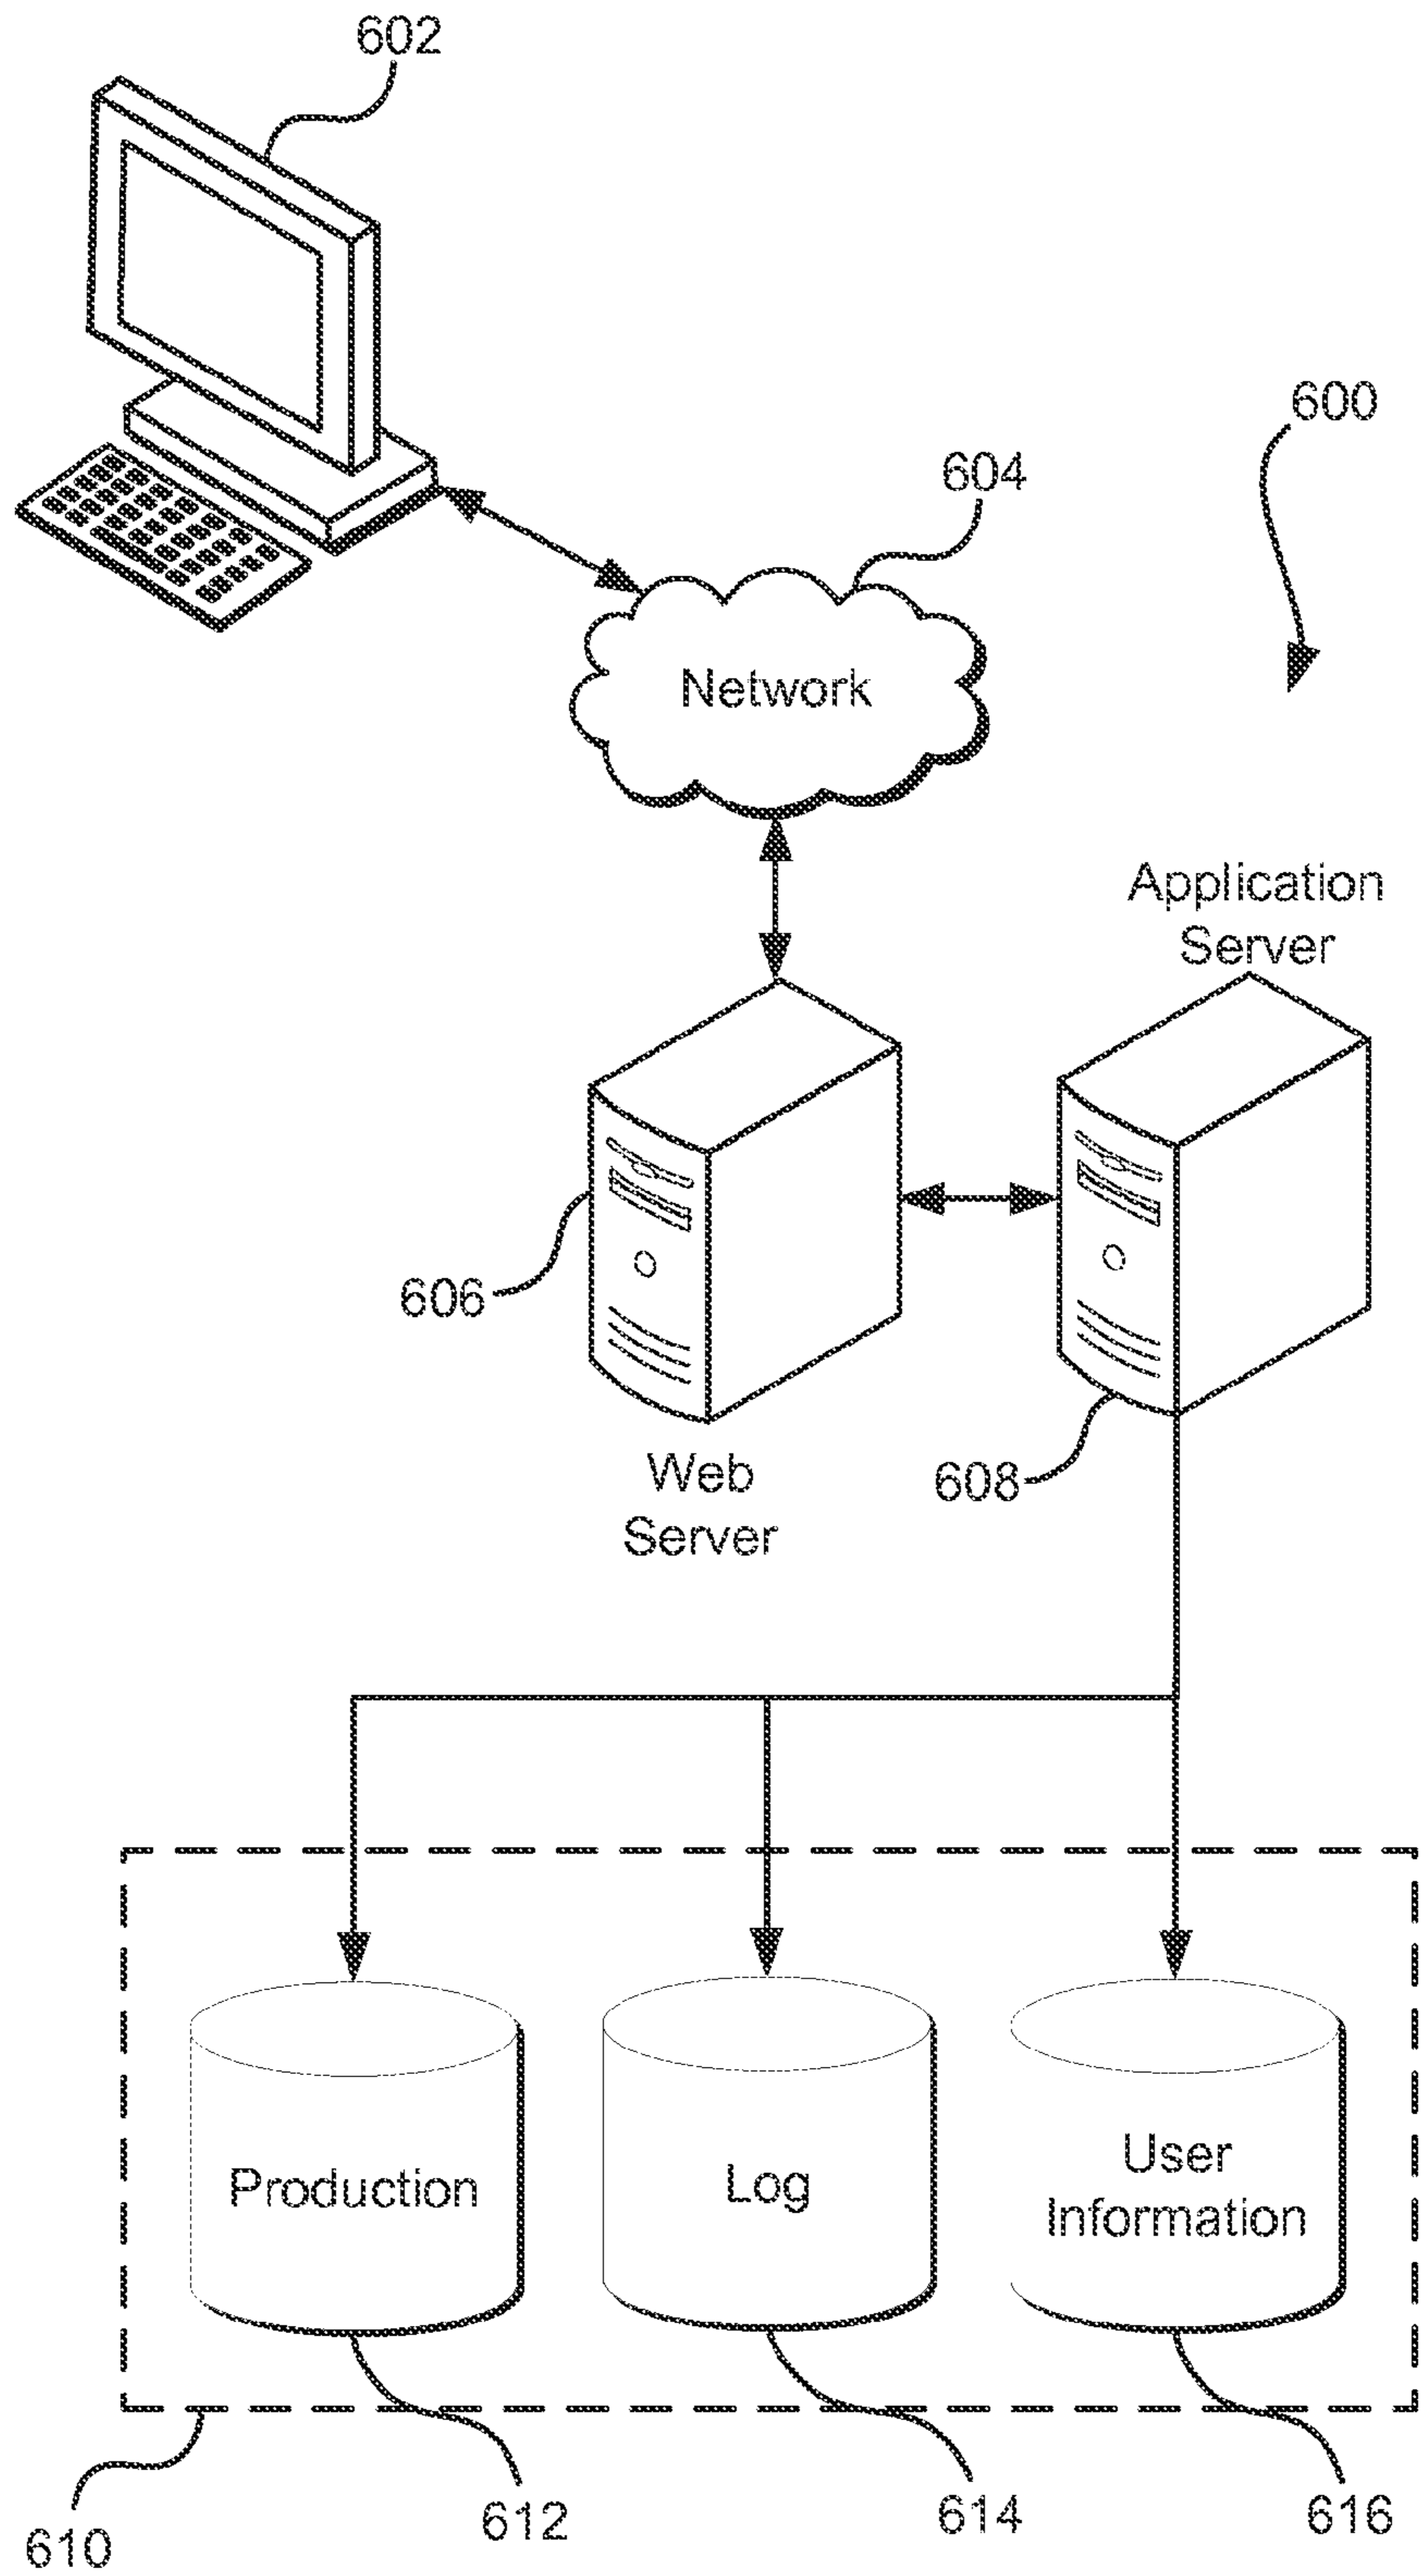 602
600
604
Network
Application
Server
606
608
Web
Server
Production
Log
User
Information
610
612
614
616